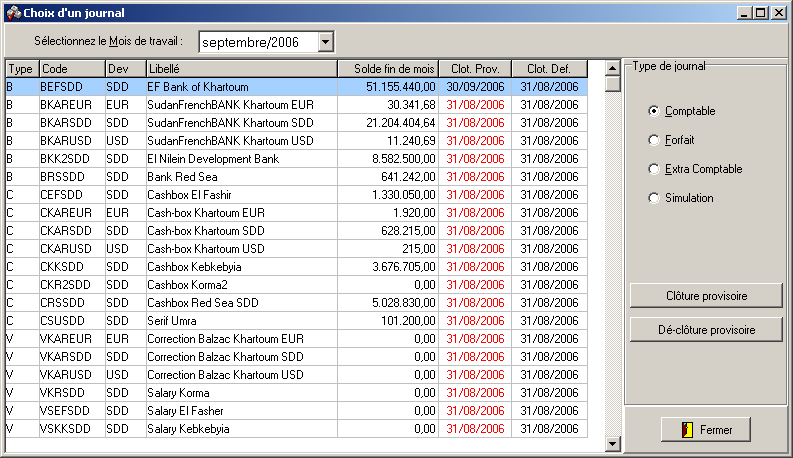 Choix d'un journal
Sélectionnez le Mois de travail : septembre/2006
Type Code Dev Libellé Solde fin de mois Clot. Prov. Clot. Def.
B BEFSDD SDD EF Bank of Khartoum 51.155.440,00 30/09/2006 31/08/2006
B BKAREUR EUR SudanFrenchBANK Khartoum EUR 30.341,68 31/08/2006 31/08/2006
B BKARSDD SDD SudanFrenchBANK Khartoum SDD 21.204.404,64 31/08/2006 31/08/2006
B BKARUSD USD SudanFrenchBANK Khartoum USD 11.240,69 31/08/2006 31/08/2006
B BKK2SDD SDD El Nilein Development Bank 8.582.500,00 31/08/2006 31/08/2006
B BRSSDD SDD Bank Red Sea 641.242,00 31/08/2006 31/08/2006
C CEFSDD SDD Cashbox El Fashir 1.330.050,00 31/08/2006 31/08/2006
C CKAREUR EUR Cash-box Khartoum EUR 1.920,00 31/08/2006 31/08/2006
C CKARSDD SDD Cash-box Khartoum SDD 628.215,00 31/08/2006 31/08/2006
C CKARUSD USD Cash-box Khartoum USD 215,00 31/08/2006 31/08/2006
C CKKSDD SDD Cashbox Kebkebyia 3.676.705,00 31/08/2006 31/08/2006
C CKR2SDD SDD Cashbox Korma2 0,00 31/08/2006 31/08/2006
C CRSSDD SDD Cashbox Red Sea SDD 5.028.830,00 31/08/2006 31/08/2006
C CSUSDD SDD Serif Umra 101.200,00 31/08/2006 31/08/2006
V VKAREUR EUR Correction Balzac Khartoum EUR 0,00 31/08/2006 31/08/2006
V VKARSDD SDD Correction Balzac Khartoum SDD 0,00 31/08/2006 31/08/2006
V VKARUSD USD Correction Balzac Khartoum USD 0,00 31/08/2006 31/08/2006
V VKRSDD SDD Salary Korma 0,00 31/08/2006 31/08/2006
V VSEFSDD SDD Salary El Fasher 0,00 31/08/2006 31/08/2006
V VSKKSDD SDD Salary Kebkebyia 0,00 31/08/2006 31/08/2006
Type de journal
Comptable
Forfait
Extra Comptable
Simulation
Clôture provisoire
Dé-clôture provisoire
Fermer